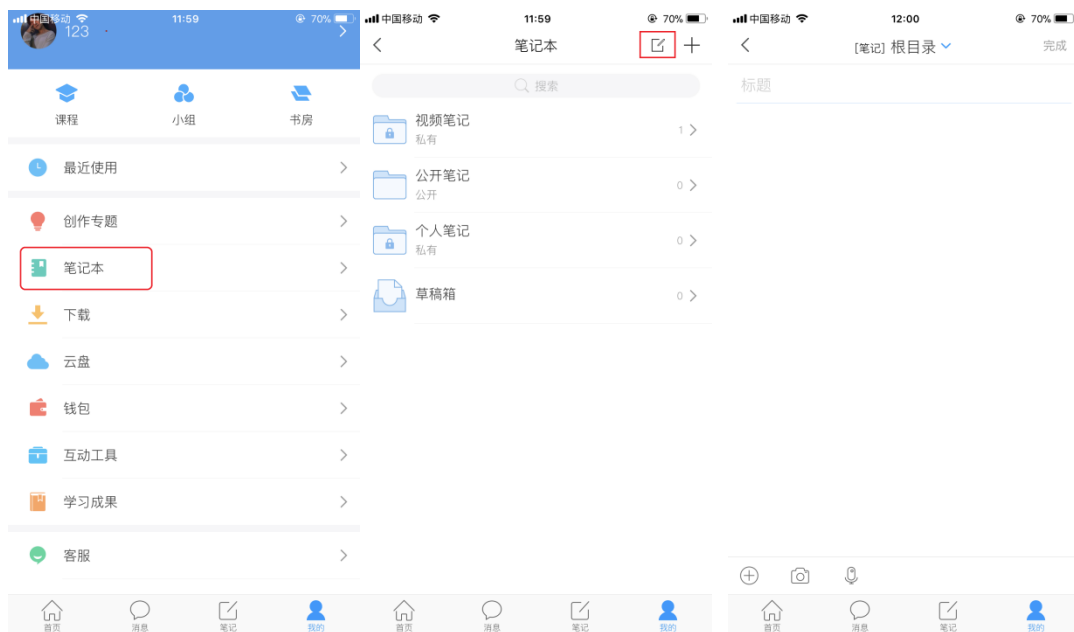 中国移动 11:59 70%
123
课程 小组 书房
最近使用
创作专题
笔记本
下载
云盘
钱包
互动工具
学习成果
客服
首页 消息 笔记 我的
中国移动 11:59 70%
笔记本
搜索
视频笔记
私有
1
公开笔记
公开
0
个人笔记
私有
0
草稿箱
0
首页 消息 笔记 我的
中国移动 12:00 70%
[笔记] 根目录 完成
标题
首页 消息 笔记 我的